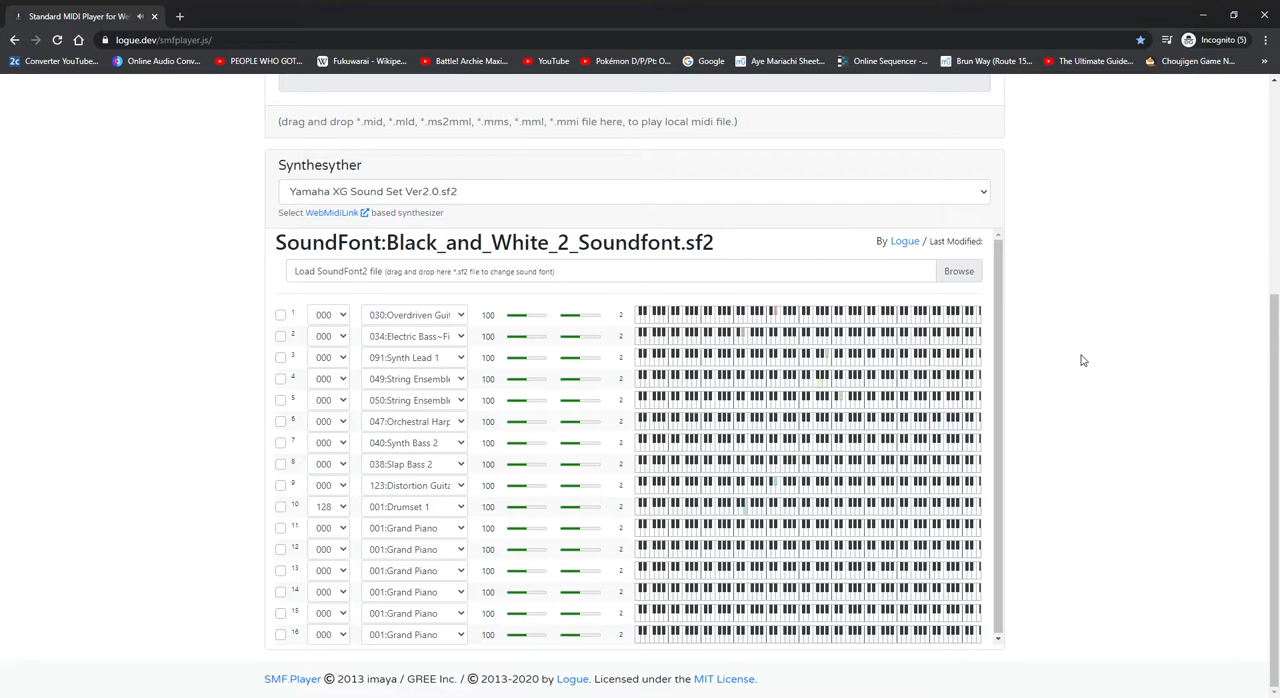 Standard MIDI Player for We
logue.dev/smfplayer.js/
Incognito (5)
Converter YouTube...
Online Audio Conv...
PEOPLE WHO GOT...
Fukuwarai - Wikipe...
Battle! Archie Maxi...
YouTube
Pokémon D/P/Pt: O...
Google
Aye Mariachi Sheet...
Online Sequencer -...
Brun Way (Route 15...
The Ultimate Guide...
Choujigen Game N...
»
(drag and drop *.mid, *.mld, *.ms2mml, *.mms, *.mml, *.mmi file here, to play local midi file.)
Synthesyther
Yamaha XG Sound Set Ver2.0.sf2
Select WebMidiLink based synthesizer
SoundFont:Black_and_White_2_Soundfont.sf2
By Logue / Last Modified:
Load SoundFont2 file (drag and drop here *.sf2 file to change sound font)
Browse
1 000 030:Overdriven Gui 100 2
2 000 034:Electric Bass~Fi 100 2
3 000 091:Synth Lead 1 100 2
4 000 049:String Ensemble 100 2
5 000 050:String Ensemble 100 2
6 000 047:Orchestral Harp 100 2
7 000 040:Synth Bass 2 100 2
8 000 038:Slap Bass 2 100 2
9 000 123:Distortion Guita 100 2
10 128 001:Drumset 1 100 2
11 000 001:Grand Piano 100 2
12 000 001:Grand Piano 100 2
13 000 001:Grand Piano 100 2
14 000 001:Grand Piano 100 2
15 000 001:Grand Piano 100 2
16 000 001:Grand Piano 100 2
SMF.Player © 2013 imaya / GREE Inc. / © 2013-2020 by Logue. Licensed under the MIT License.